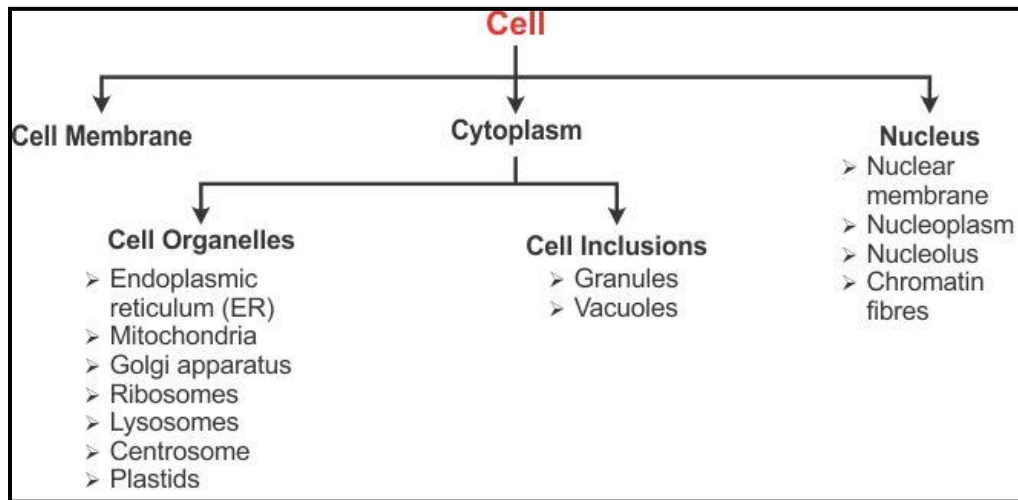 Cell
Cell Membrane
Cytoplasm
Nucleus
➢ Nuclear
membrane
➢ Nucleoplasm
➢ Nucleolus
➢ Chromatin
fibres
Cell Organelles
➢ Endoplasmic
reticulum (ER)
➢ Mitochondria
➢ Golgi apparatus
➢ Ribosomes
➢ Lysosomes
➢ Centrosome
➢ Plastids
Cell Inclusions
➢ Granules
➢ Vacuoles